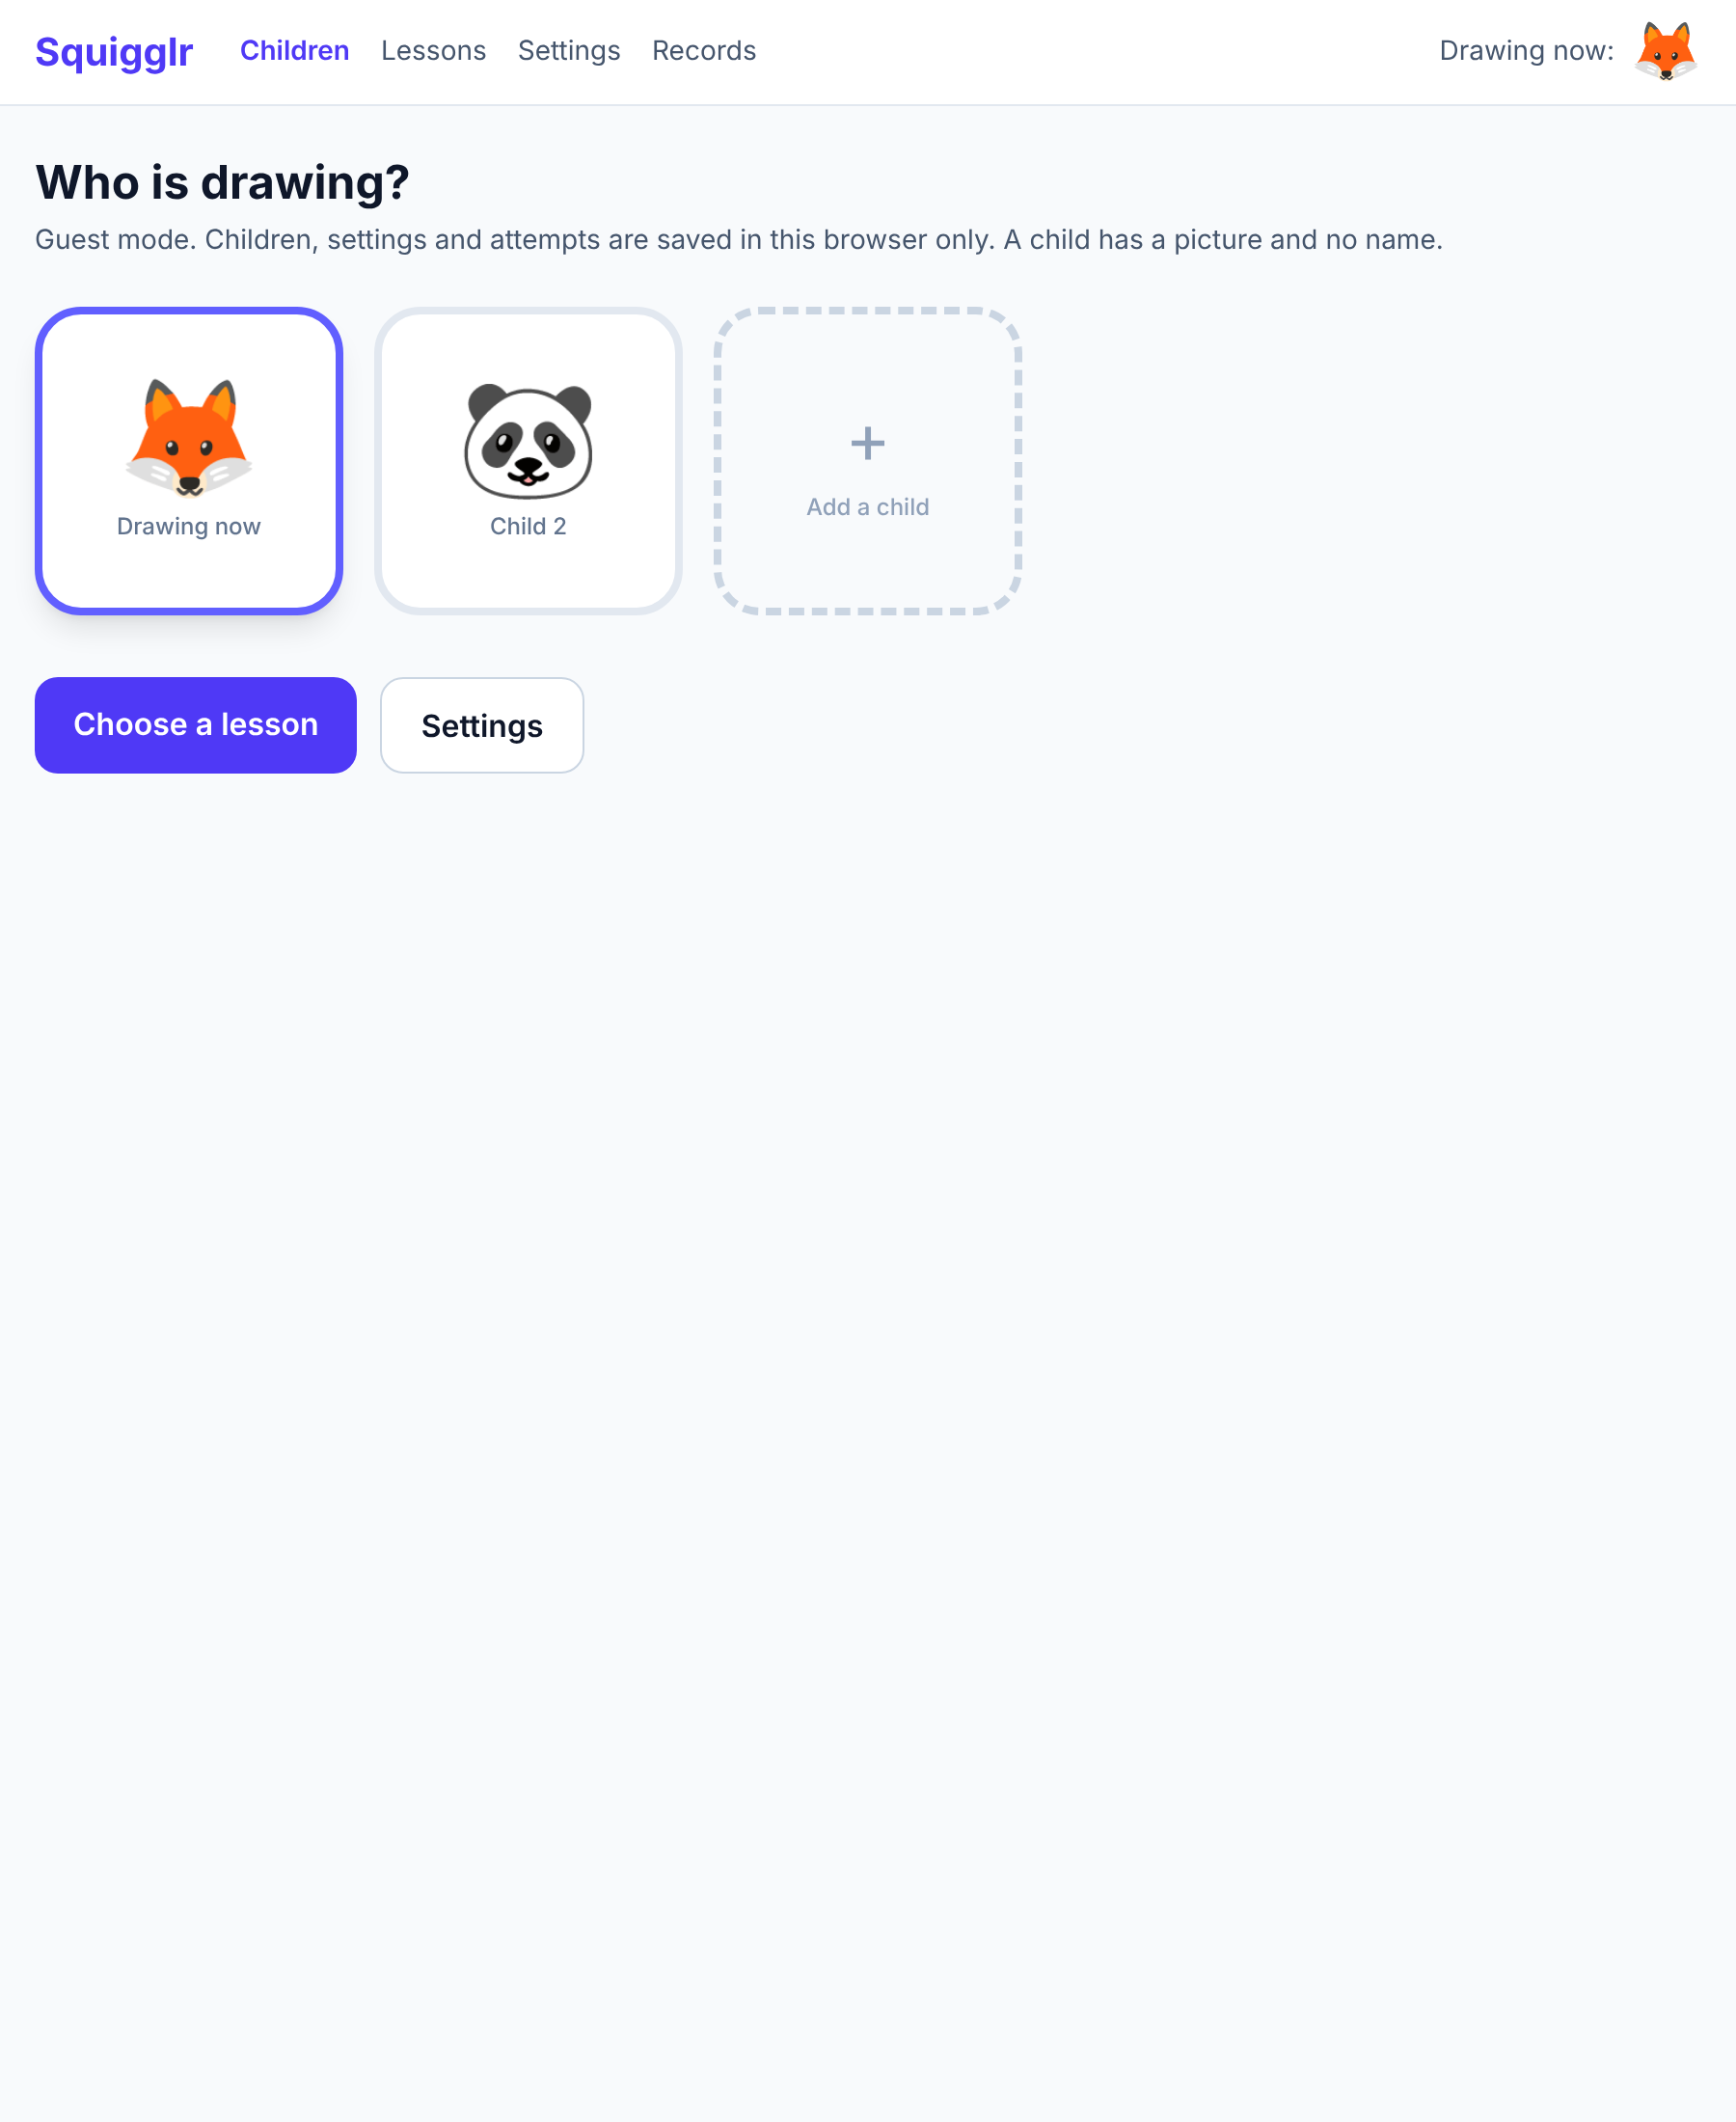 Squigglr Children Lessons Settings Records Drawing now:
Who is drawing?
Guest mode. Children, settings and attempts are saved in this browser only. A child has a picture and no name.
Drawing now Child 2 + Add a child
Choose a lesson Settings